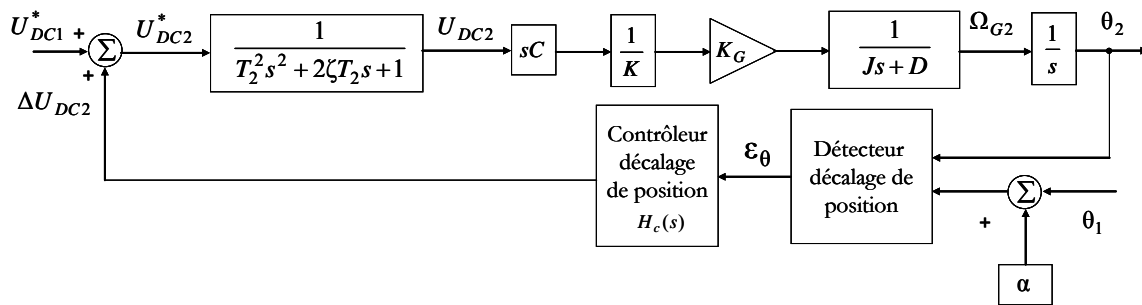 U*DC1 + Σ +
U*DC2
1 / (T₂²s² + 2ζT₂s + 1)
UDC2
sC
1/K
KG
1 / (Js + D)
ΩG2
1/s
θ₂
ΔUDC2
Contrôleur
décalage
de position
Hc(s)
εθ
Détecteur
décalage de
position
Σ
+
θ₁
α